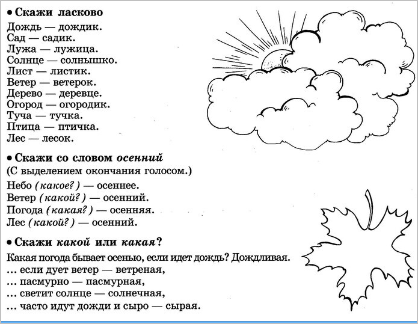 • Скажи ласково
Дождь — дождик.
Сад — садик.
Лужа — лужица.
Солнце — солнышко.
Лист — листик.
Ветер — ветерок.
Дерево — деревце.
Огород — огородик.
Туча — тучка.
Птица — птичка.
Лес — лесок.
• Скажи со словом осенний
(С выделением окончания голосом.)
Небо (какое?) — осеннее.
Ветер (какой?) — осенний.
Погода (какая?) — осенняя.
Лес (какой?) — осенний.
• Скажи какой или какая?
Какая погода бывает осенью, если идет дождь? Дождливая.
... если дует ветер — ветреная,
... пасмурно — пасмурная,
... светит солнце — солнечная,
... часто идут дожди и сыро — сырая.